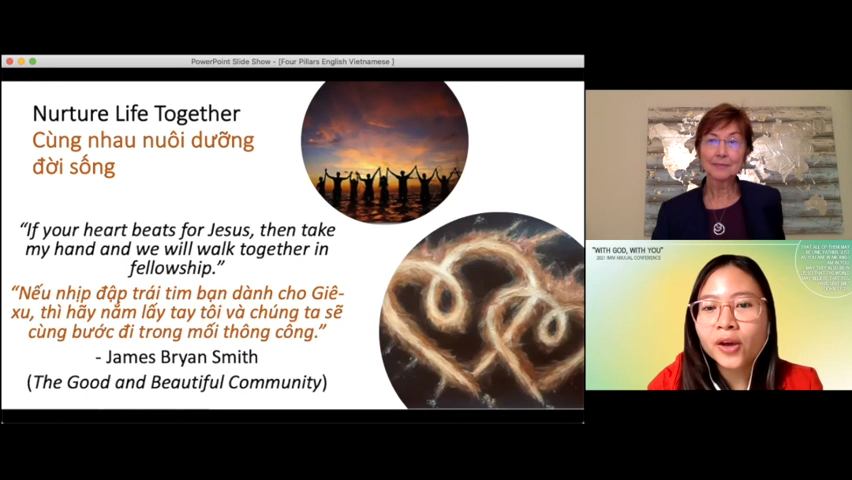 PowerPoint Slide Show - [Four Pillars English Vietnamese ]
Nurture Life Together
Cùng nhau nuôi dưỡng
đời sống
“If your heart beats for Jesus, then take
my hand and we will walk together in
fellowship.”
“Nếu nhịp đập trái tim bạn dành cho Giê-
xu, thì hãy nắm lấy tay tôi và chúng ta sẽ
cùng bước đi trong mối thông công.”
- James Bryan Smith
(The Good and Beautiful Community)
"WITH GOD, WITH YOU"